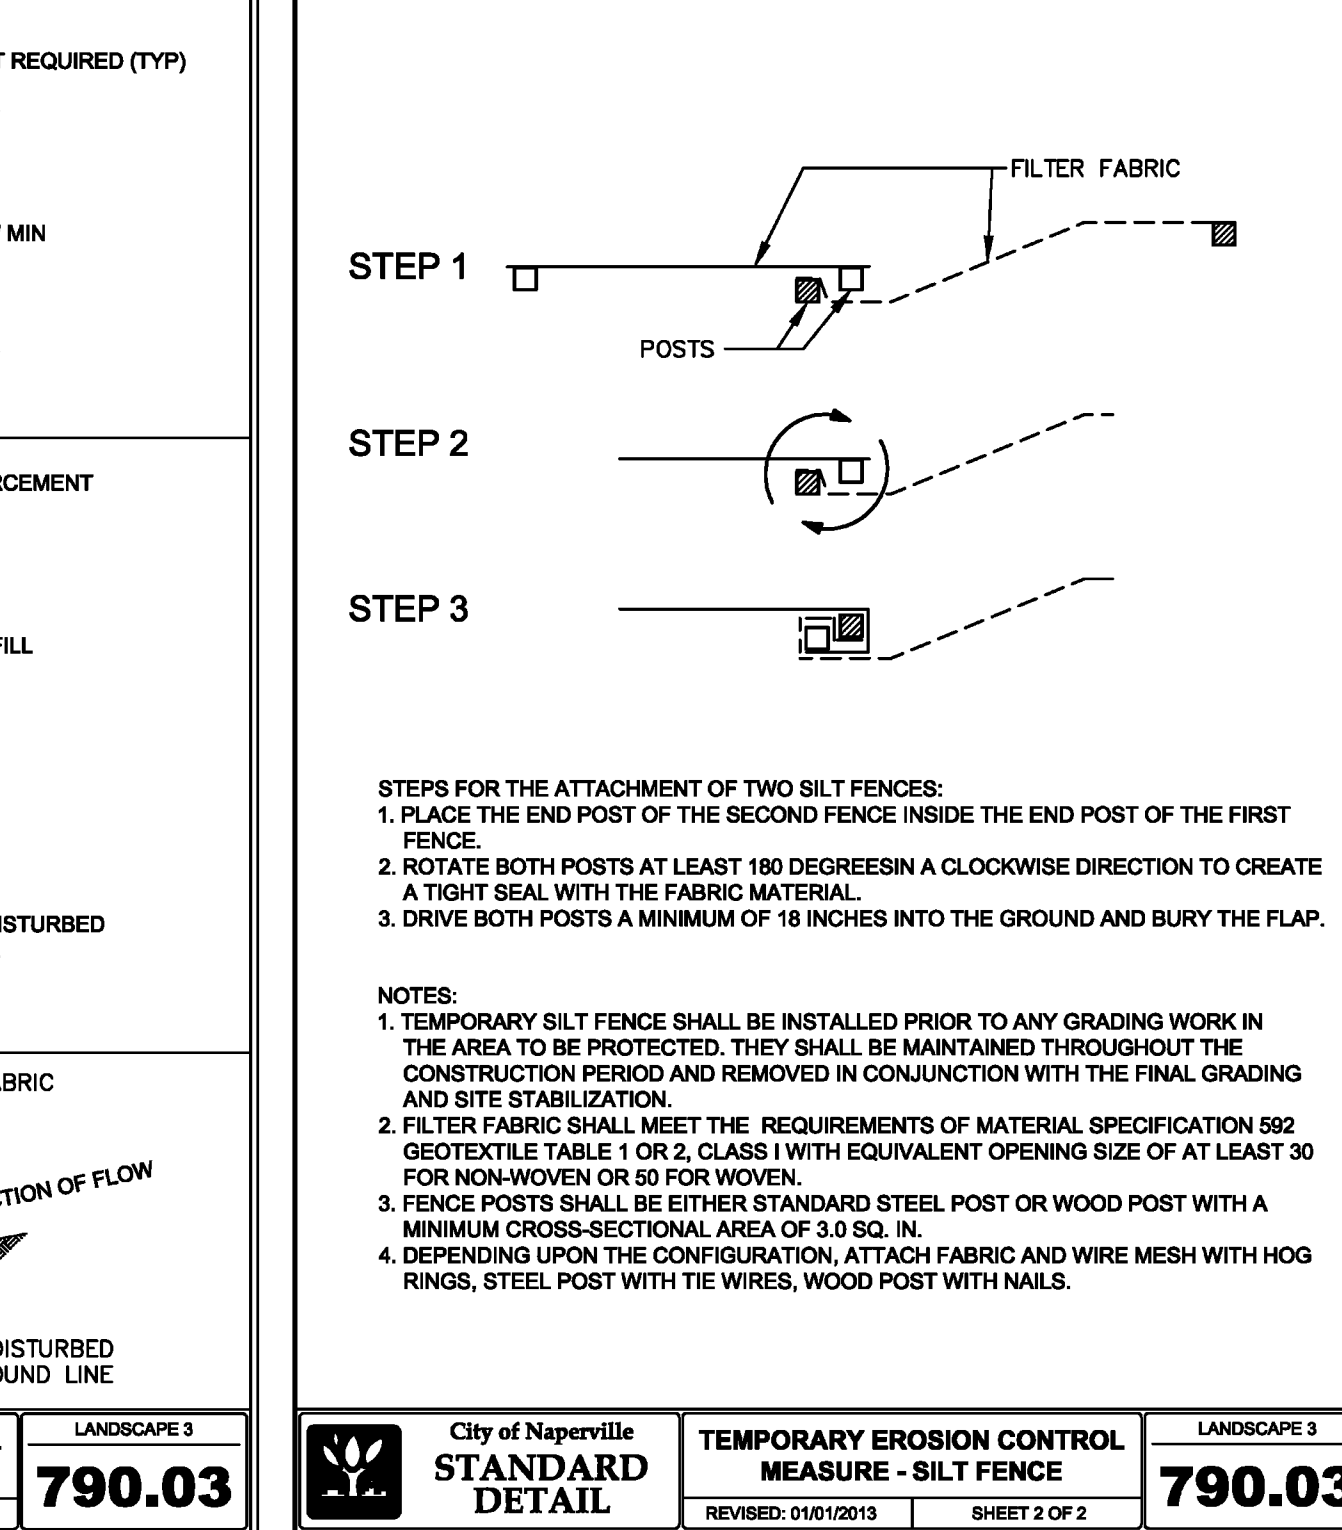 REQUIRED (TYP)
MIN
ISTURBED
OF FLOW
LINE
LANDSCAPE 3
790.03
FILTER FABRIC
STEP 1
POSTS
STEP 2
STEP 3
STEPS FOR THE ATTACHMENT OF TWO SILT FENCES:
1. PLACE THE END POST OF THE SECOND FENCE INSIDE THE END POST OF THE FIRST
FENCE.
2. ROTATE BOTH POSTS AT LEAST 180 DEGREESIN A CLOCKWISE DIRECTION TO CREATE
A TIGHT SEAL WITH THE FABRIC MATERIAL.
3. DRIVE BOTH POSTS A MINIMUM OF 18 INCHES INTO THE GROUND AND BURY THE FLAP.
NOTES:
1. TEMPORARY SILT FENCE SHALL BE INSTALLED PRIOR TO ANY GRADING WORK IN
THE AREA TO BE PROTECTED. THEY SHALL BE MAINTAINED THROUGHOUT THE
CONSTRUCTION PERIOD AND REMOVED IN CONJUNCTION WITH THE FINAL GRADING
AND SITE STABILIZATION.
2. FILTER FABRIC SHALL MEET THE REQUIREMENTS OF MATERIAL SPECIFICATION 592
GEOTEXTILE TABLE 1 OR 2, CLASS I WITH EQUIVALENT OPENING SIZE OF AT LEAST 30
FOR NON-WOVEN OR 50 FOR WOVEN.
3. FENCE POSTS SHALL BE EITHER STANDARD STEEL POST OR WOOD POST WITH A
MINIMUM CROSS-SECTIONAL AREA OF 3.0 SQ. IN.
4. DEPENDING UPON THE CONFIGURATION, ATTACH FABRIC AND WIRE MESH WITH HOG
RINGS, STEEL POST WITH TIE WIRES, WOOD POST WITH NAILS.
City of Naperville
STANDARD
DETAIL
TEMPORARY EROSION CONTROL
MEASURE - SILT FENCE
REVISED: 01/01/2013
SHEET 2 OF 2
LANDSCAPE 3
790.03